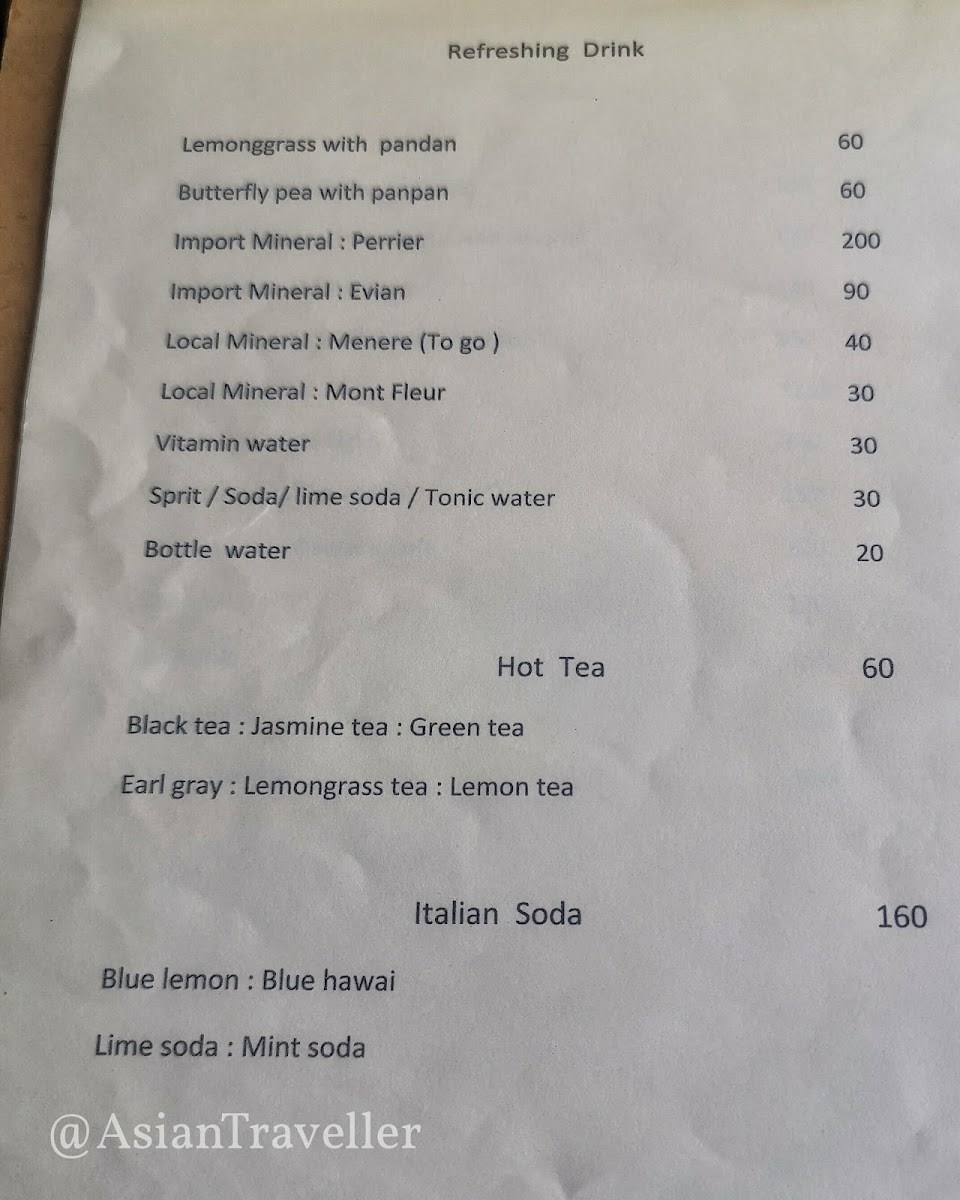 Refreshing Drink
Lemonggrass with pandan 60
Butterfly pea with panpan 60
Import Mineral : Perrier 200
Import Mineral : Evian 90
Local Mineral : Menere (To go ) 40
Local Mineral : Mont Fleur 30
Vitamin water 30
Sprit / Soda/ lime soda / Tonic water 30
Bottle water 20
Hot Tea 60
Black tea : Jasmine tea : Green tea
Earl gray : Lemongrass tea : Lemon tea
Italian Soda 160
Blue lemon : Blue hawai
Lime soda : Mint soda
@AsianTraveller